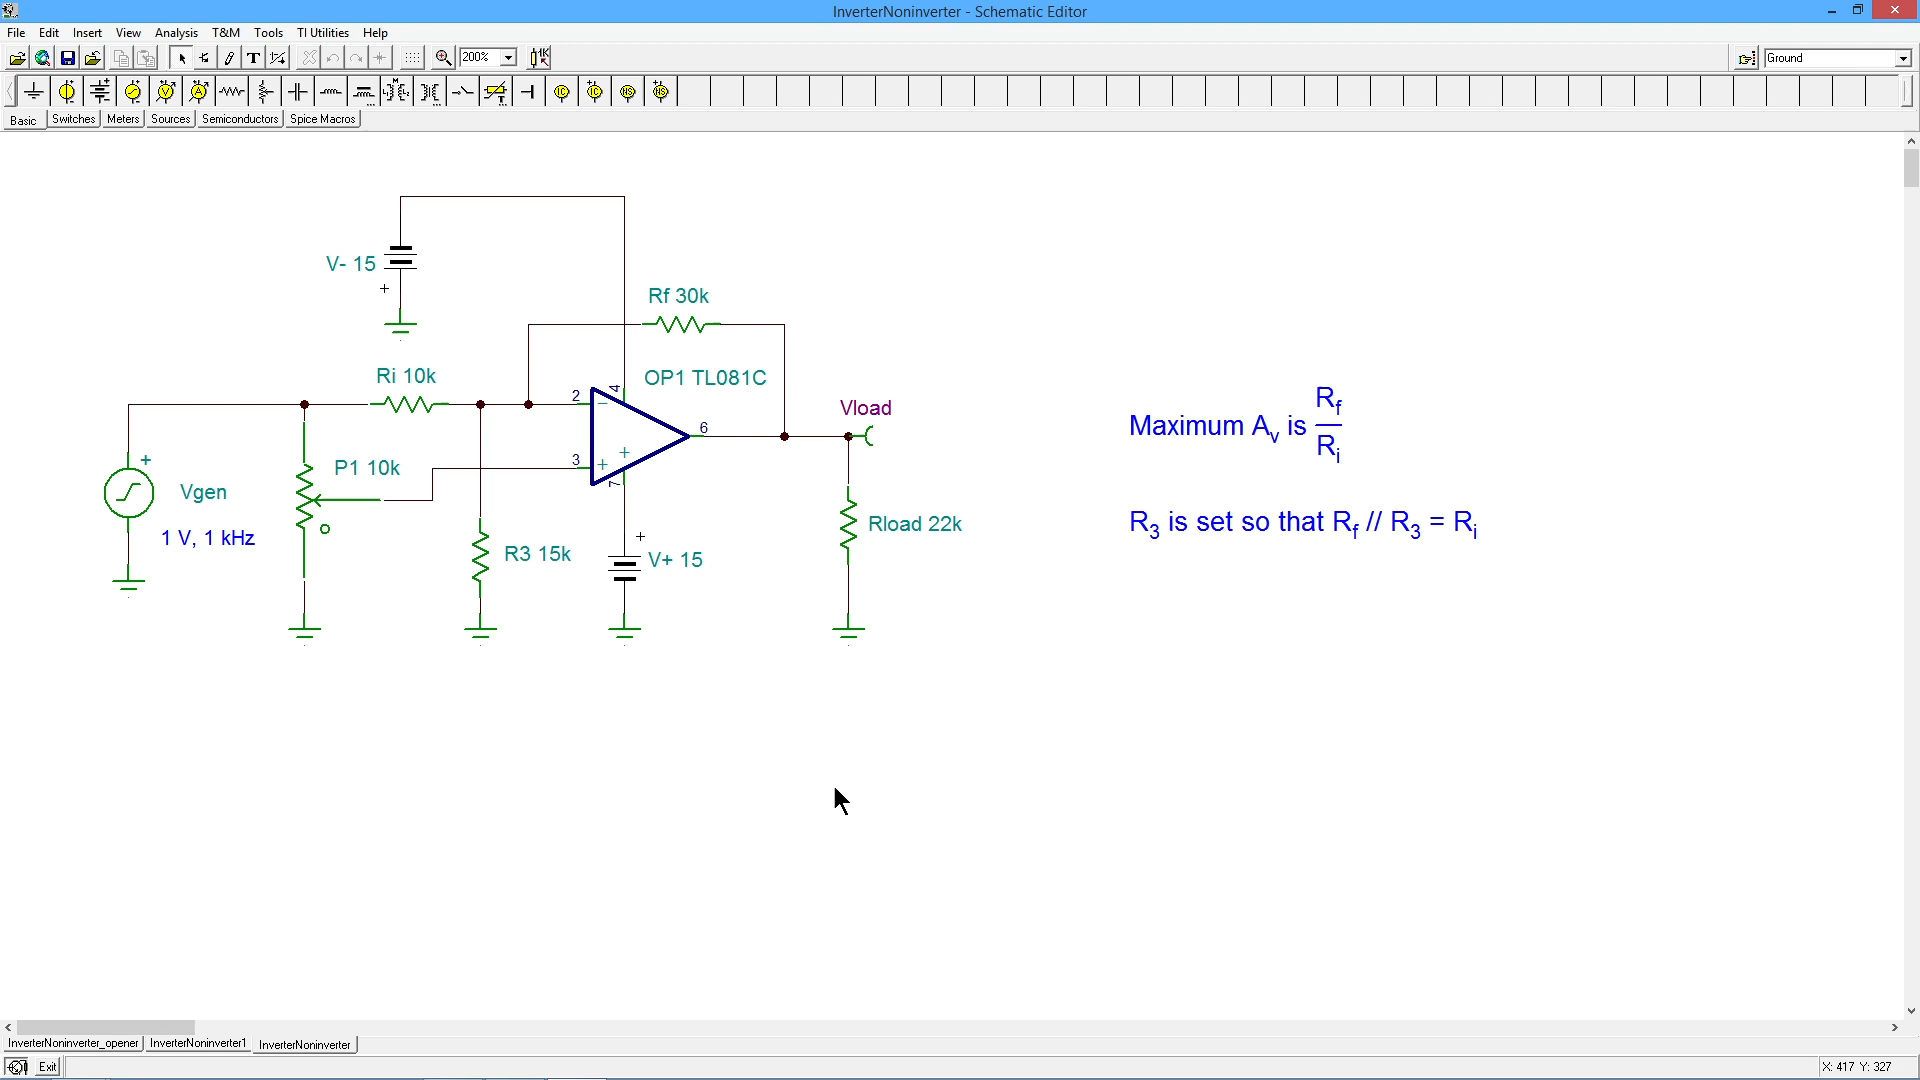 InverterNoninverter - Schematic Editor
File Edit Insert View Analysis T&M Tools TI Utilities Help
200% 1K Ground
Basic Switches Meters Sources Semiconductors Spice Macros
V- 15
+
Rf 30k
Ri 10k
OP1 TL081C
2 4
Vload
6
+
P1 10k
3
Vgen
7
1 V, 1 kHz
R3 15k
+
V+ 15
Rload 22k
Maximum Av is Rf
Ri
R3 is set so that Rf // R3 = Ri
InverterNoninverter_opener InverterNoninverter1 InverterNoninverter
Exit X: 417 Y: 327